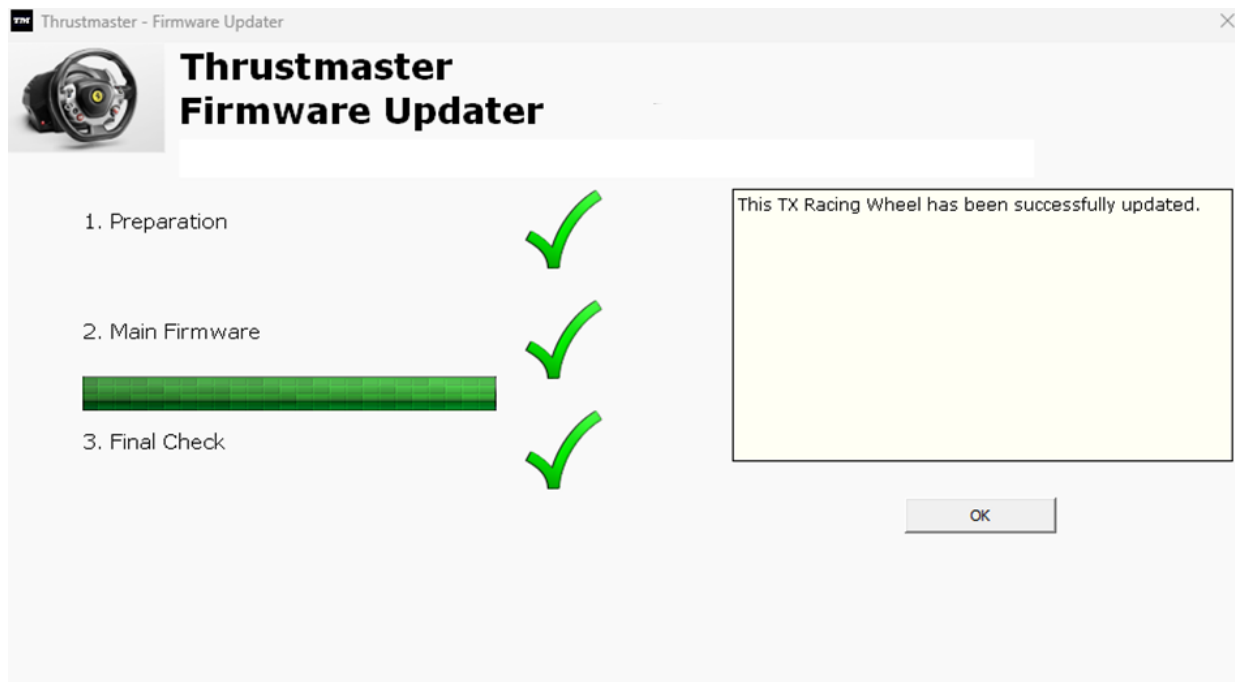 TM Thrustmaster - Firmware Updater
Thrustmaster
Firmware Updater
1. Preparation
2. Main Firmware
3. Final Check
This TX Racing Wheel has been successfully updated.
OK